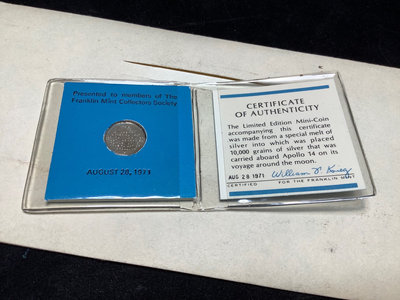 Presented to members of The
Franklin Mint Collectors Society
AUGUST 28, 1971
CERTIFICATE
OF AUTHENTICITY
The Limited Edition Mini-Coin
accompanying this certificate
was made from a special melt of
silver into which was placed
10,000 grains of silver that was
carried aboard Apollo 14 on its
voyage around the moon.
AUG 28 1971 William P. Krieg
CERTIFIED FOR THE FRANKLIN MINT